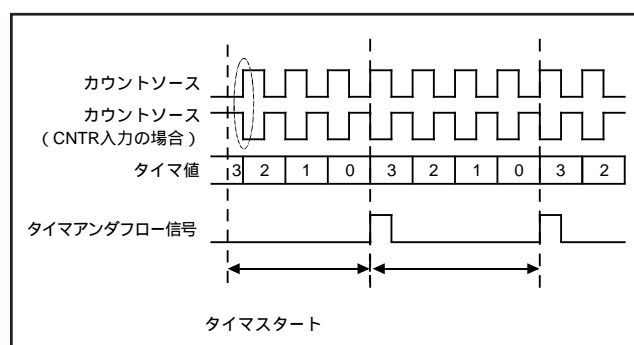 カウントソース
カウントソース
(CNTR入力の場合)
タイマ値 3 2 1 0 3 2 1 0 3 2
タイマアンダフロー信号
タイマスタート